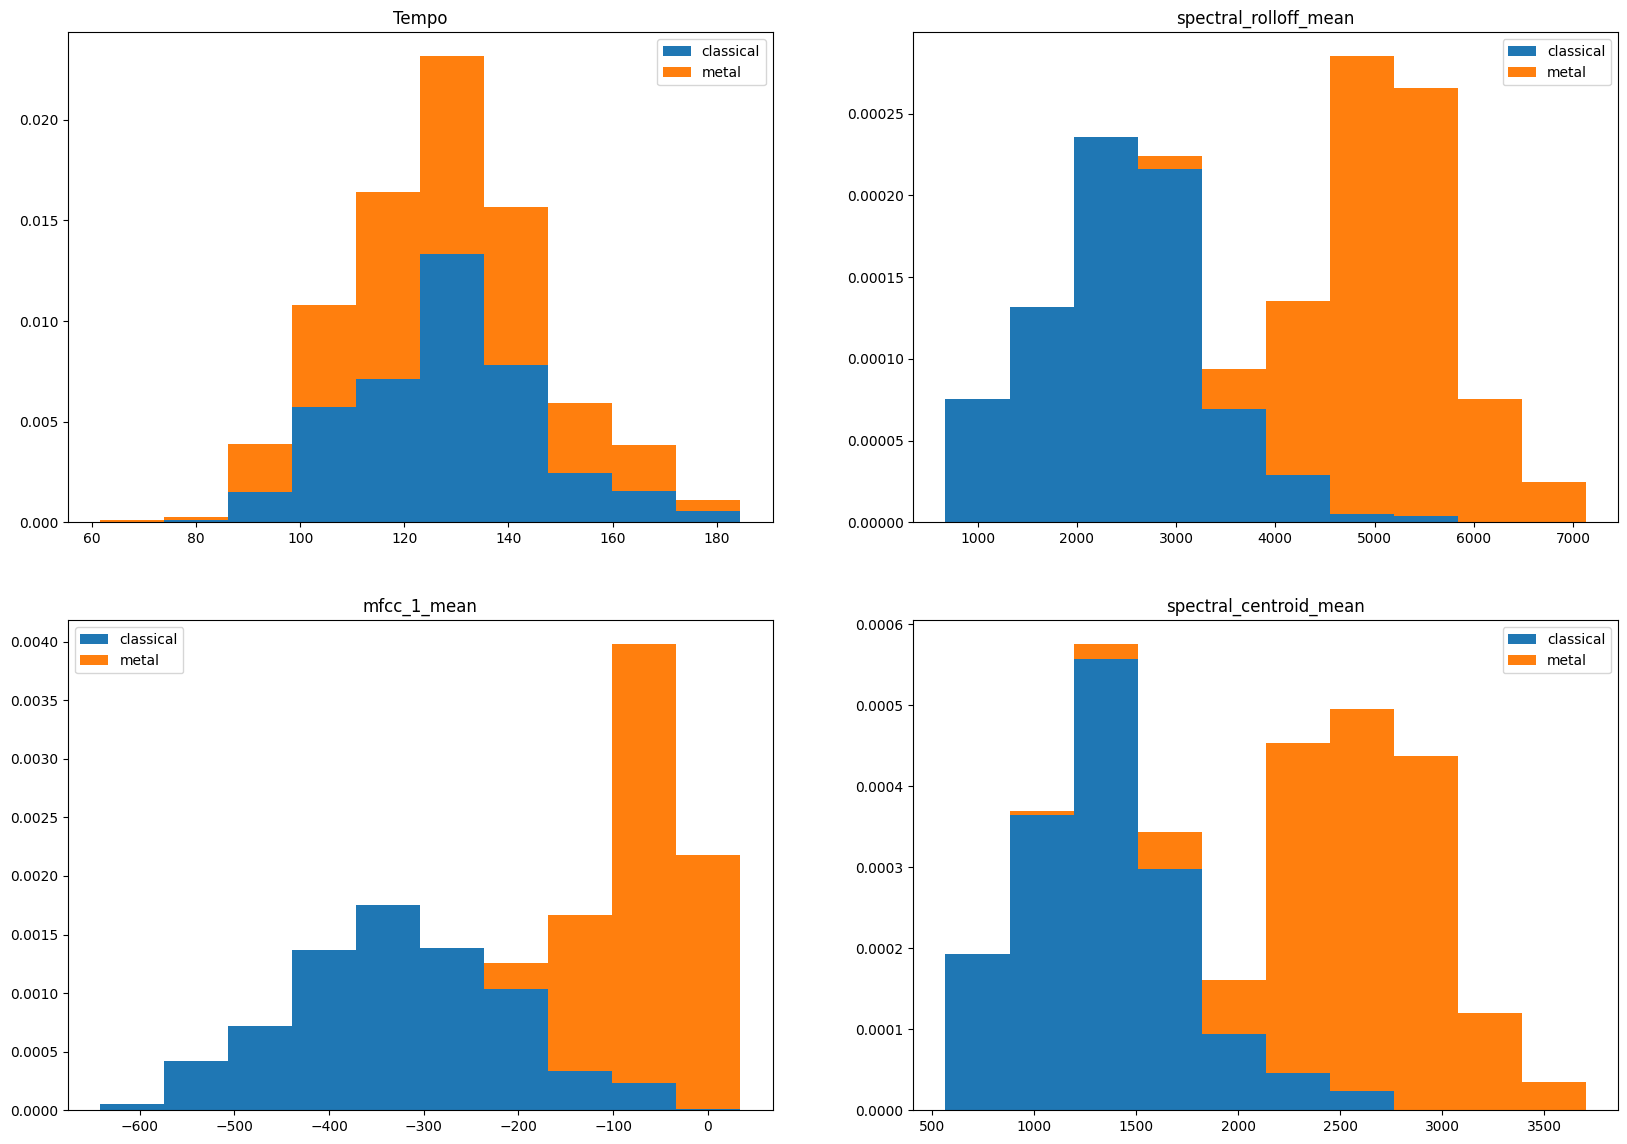 Tempo
classical
metal
0.020
0.015
0.010
0.005
0.000
60 80 100 120 140 160 180
spectral_rolloff_mean
classical
metal
0.00025
0.00020
0.00015
0.00010
0.00005
0.00000
1000 2000 3000 4000 5000 6000 7000
mfcc_1_mean
classical
metal
0.0040
0.0035
0.0030
0.0025
0.0020
0.0015
0.0010
0.0005
0.0000
−600 −500 −400 −300 −200 −100 0
spectral_centroid_mean
classical
metal
0.0006
0.0005
0.0004
0.0003
0.0002
0.0001
0.0000
500 1000 1500 2000 2500 3000 3500